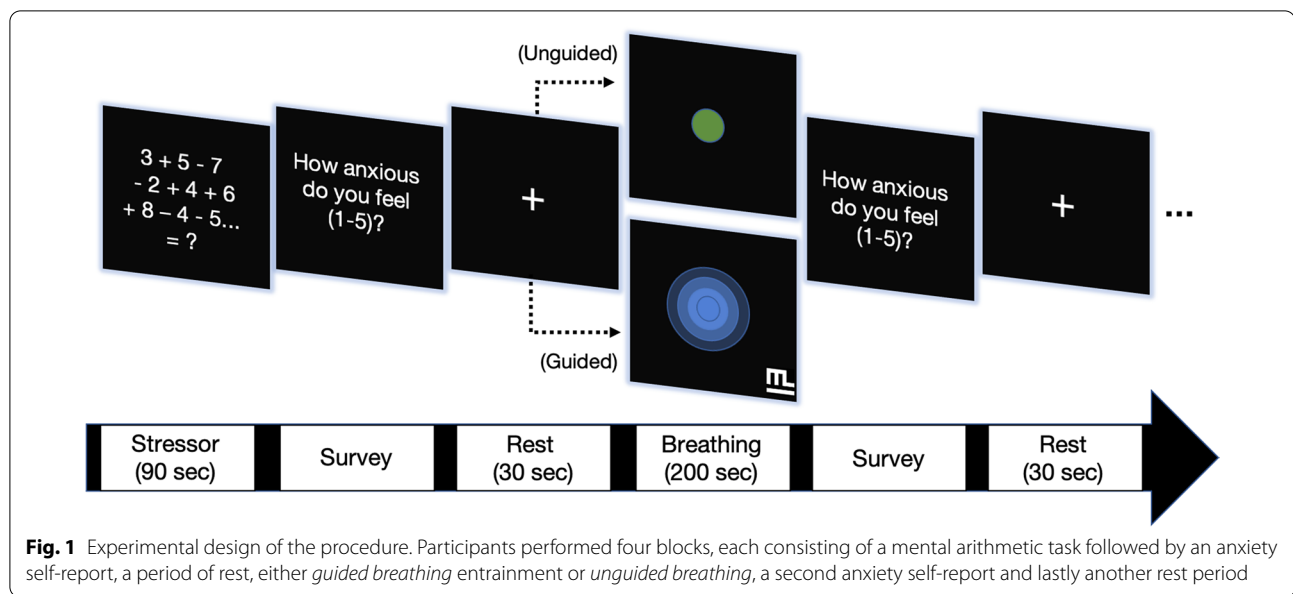 (Unguided)
3 + 5 - 7
- 2 + 4 + 6
+ 8 – 4 - 5...
= ?
How anxious
do you feel
(1-5)?
+
How anxious
do you feel
(1-5)?
+
...
(Guided)
Stressor
(90 sec)
Survey
Rest
(30 sec)
Breathing
(200 sec)
Survey
Rest
(30 sec)
Fig. 1 Experimental design of the procedure. Participants performed four blocks, each consisting of a mental arithmetic task followed by an anxiety
self-report, a period of rest, either guided breathing entrainment or unguided breathing, a second anxiety self-report and lastly another rest period